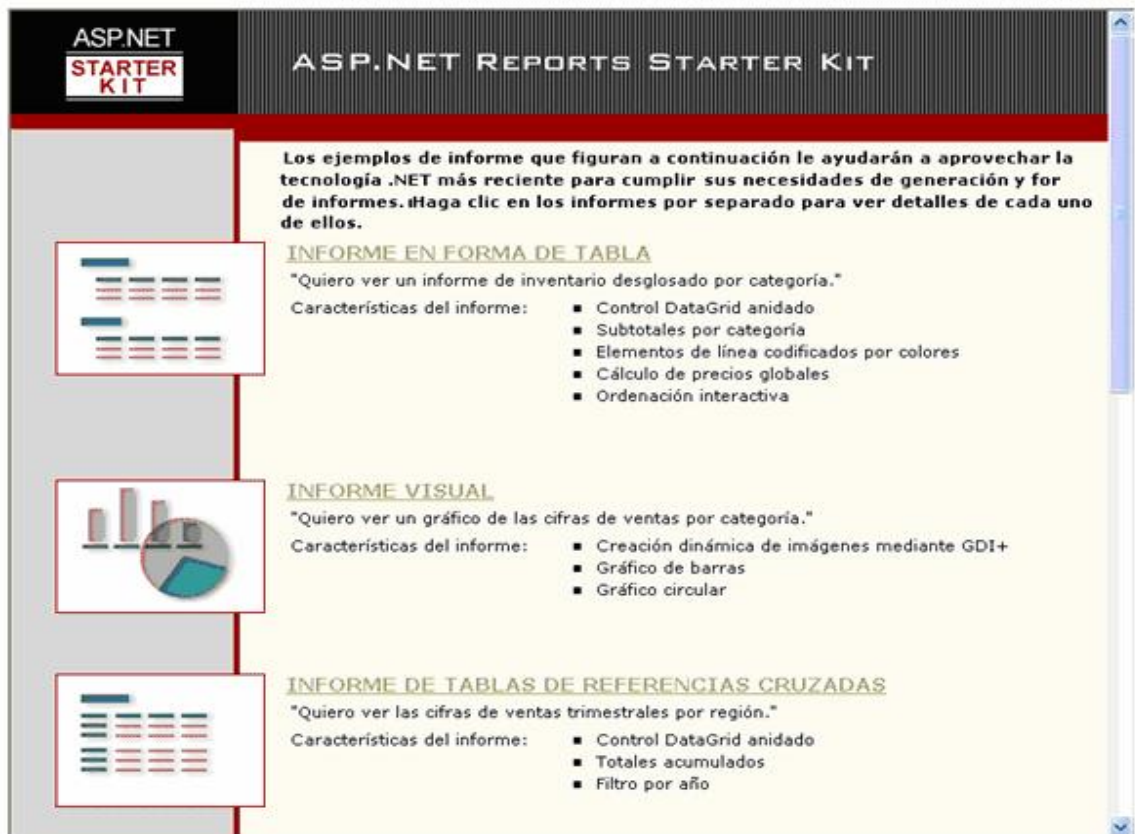 ASP.NET
STARTER
KIT
ASP.NET REPORTS STARTER KIT
Los ejemplos de informe que figuran a continuación le ayudarán a aprovechar la
tecnología .NET más reciente para cumplir sus necesidades de generación y for
de informes. Haga clic en los informes por separado para ver detalles de cada uno
de ellos.
INFORME EN FORMA DE TABLA
"Quiero ver un informe de inventario desglosado por categoría."
Características del informe:
▪ Control DataGrid anidado
▪ Subtotales por categoría
▪ Elementos de línea codificados por colores
▪ Cálculo de precios globales
▪ Ordenación interactiva
INFORME VISUAL
"Quiero ver un gráfico de las cifras de ventas por categoría."
Características del informe:
▪ Creación dinámica de imágenes mediante GDI+
▪ Gráfico de barras
▪ Gráfico circular
INFORME DE TABLAS DE REFERENCIAS CRUZADAS
"Quiero ver las cifras de ventas trimestrales por región."
Características del informe:
▪ Control DataGrid anidado
▪ Totales acumulados
▪ Filtro por año